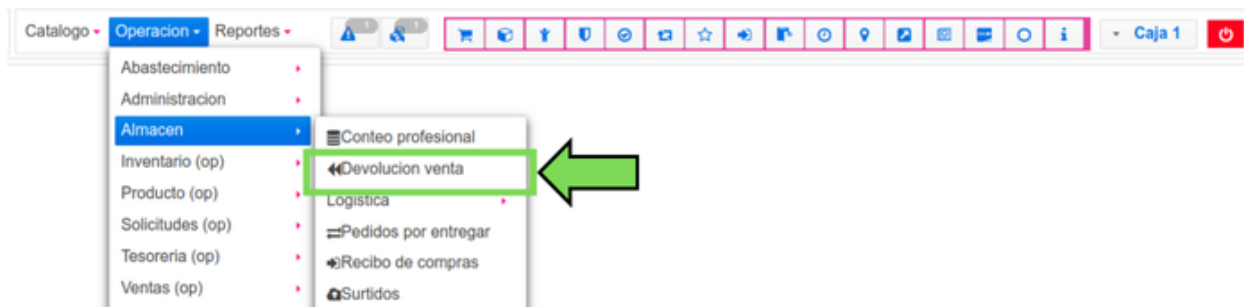 Catalogo Operacion Reportes 1 1 Caja 1
Abastecimiento
Administracion
Almacen
Inventario (op)
Producto (op)
Solicitudes (op)
Tesoreria (op)
Ventas (op)
Conteo profesional
Devolucion venta
Logistica
Pedidos por entregar
Recibo de compras
Surtidos